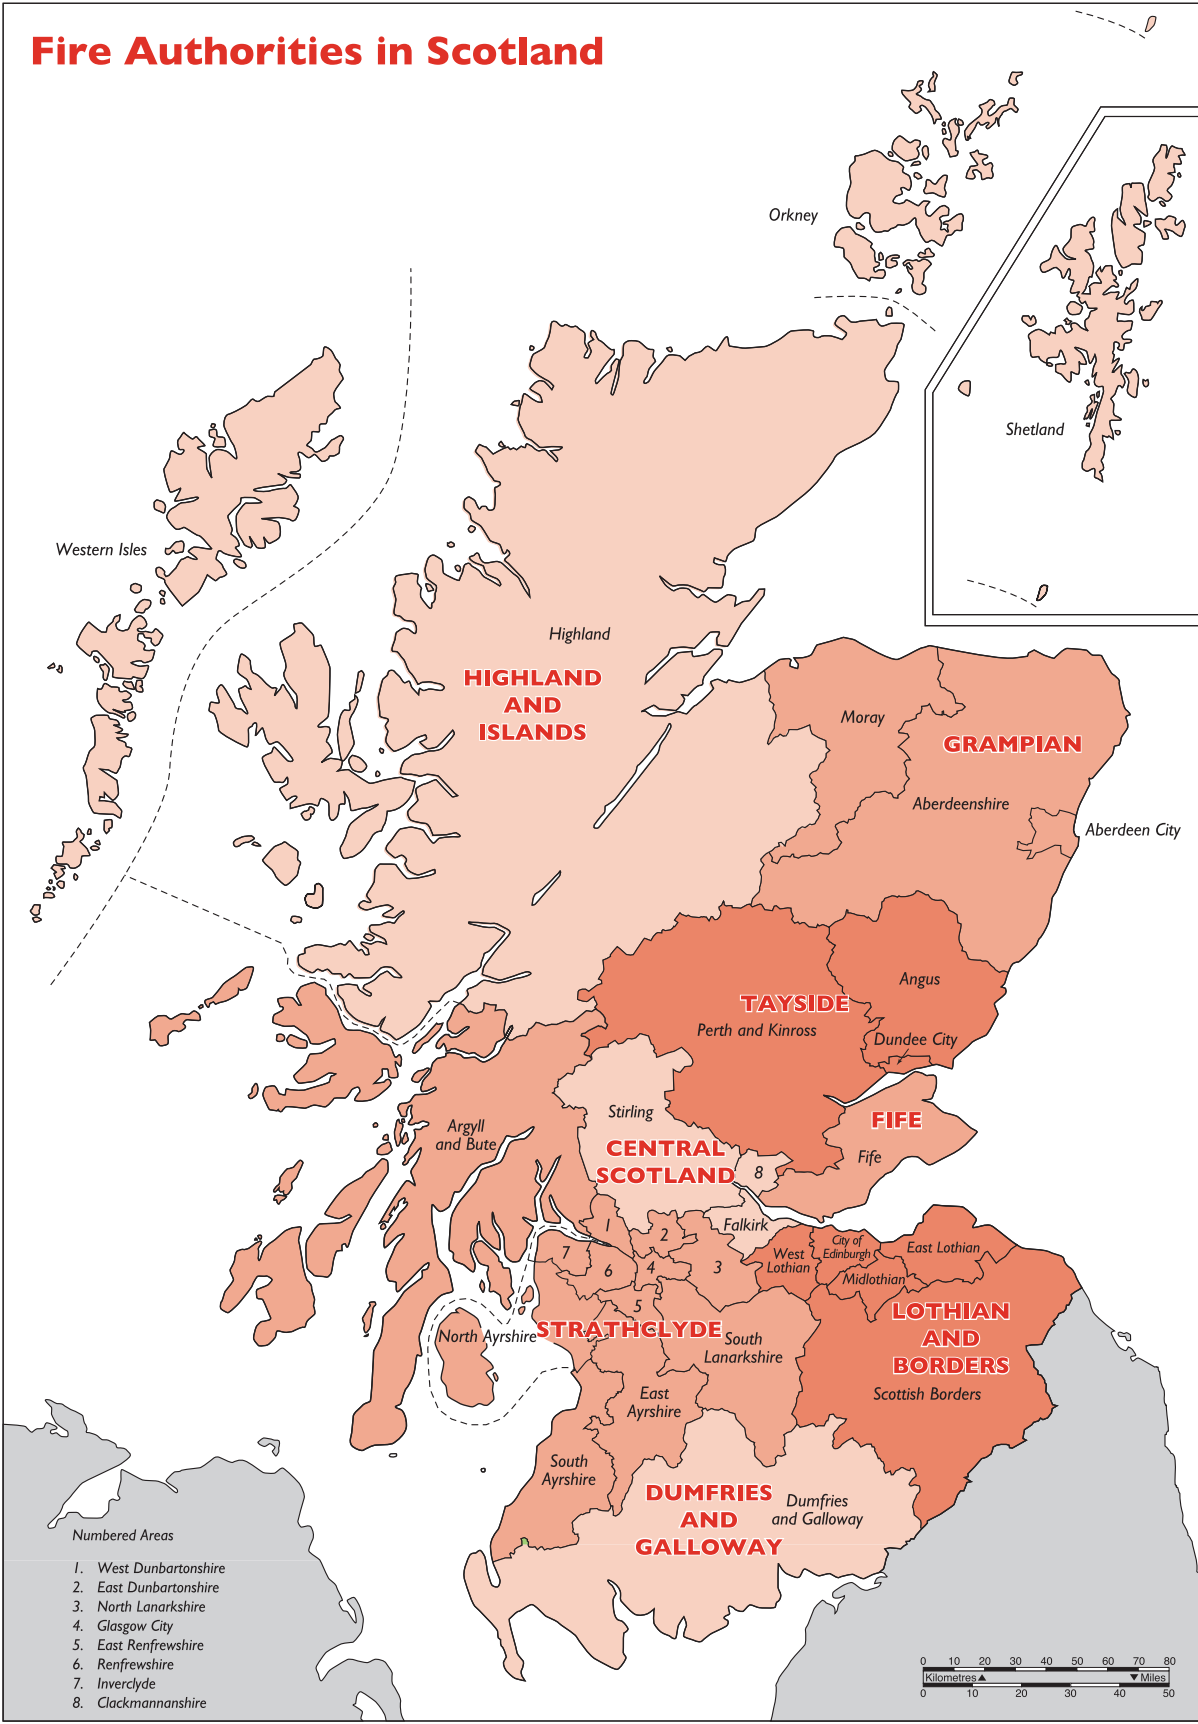 Fire Authorities in Scotland
Orkney
Shetland
Western Isles
Highland
HIGHLAND
AND
ISLANDS
Moray
GRAMPIAN
Aberdeenshire
Aberdeen City
Angus
TAYSIDE
Perth and Kinross
Dundee City
Stirling
Argyll
and Bute
FIFE
Fife
CENTRAL
SCOTLAND
8
1
2
Falkirk
7
6
4
3
West
Lothian
City of
Edinburgh
East Lothian
Midlothian
5
LOTHIAN
AND
BORDERS
North Ayrshire
STRATHCLYDE
South
Lanarkshire
Scottish Borders
East
Ayrshire
South
Ayrshire
DUMFRIES
AND
GALLOWAY
Dumfries
and Galloway
Numbered Areas
1. West Dunbartonshire
2. East Dunbartonshire
3. North Lanarkshire
4. Glasgow City
5. East Renfrewshire
6. Renfrewshire
7. Inverclyde
8. Clackmannanshire
0 10 20 30 40 50 60 70 80
Kilometres Miles
0 10 20 30 40 50